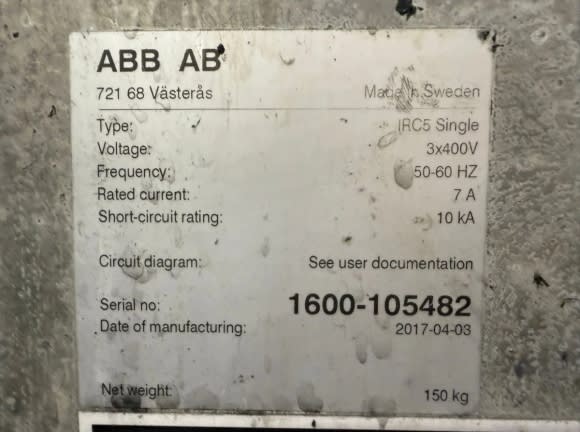 ABB AB
721 68 Västerås Made in Sweden
Type: IRC5 Single
Voltage: 3x400V
Frequency: 50-60 HZ
Rated current: 7 A
Short-circuit rating: 10 kA
Circuit diagram: See user documentation
Serial no: 1600-105482
Date of manufacturing: 2017-04-03
Net weight: 150 kg